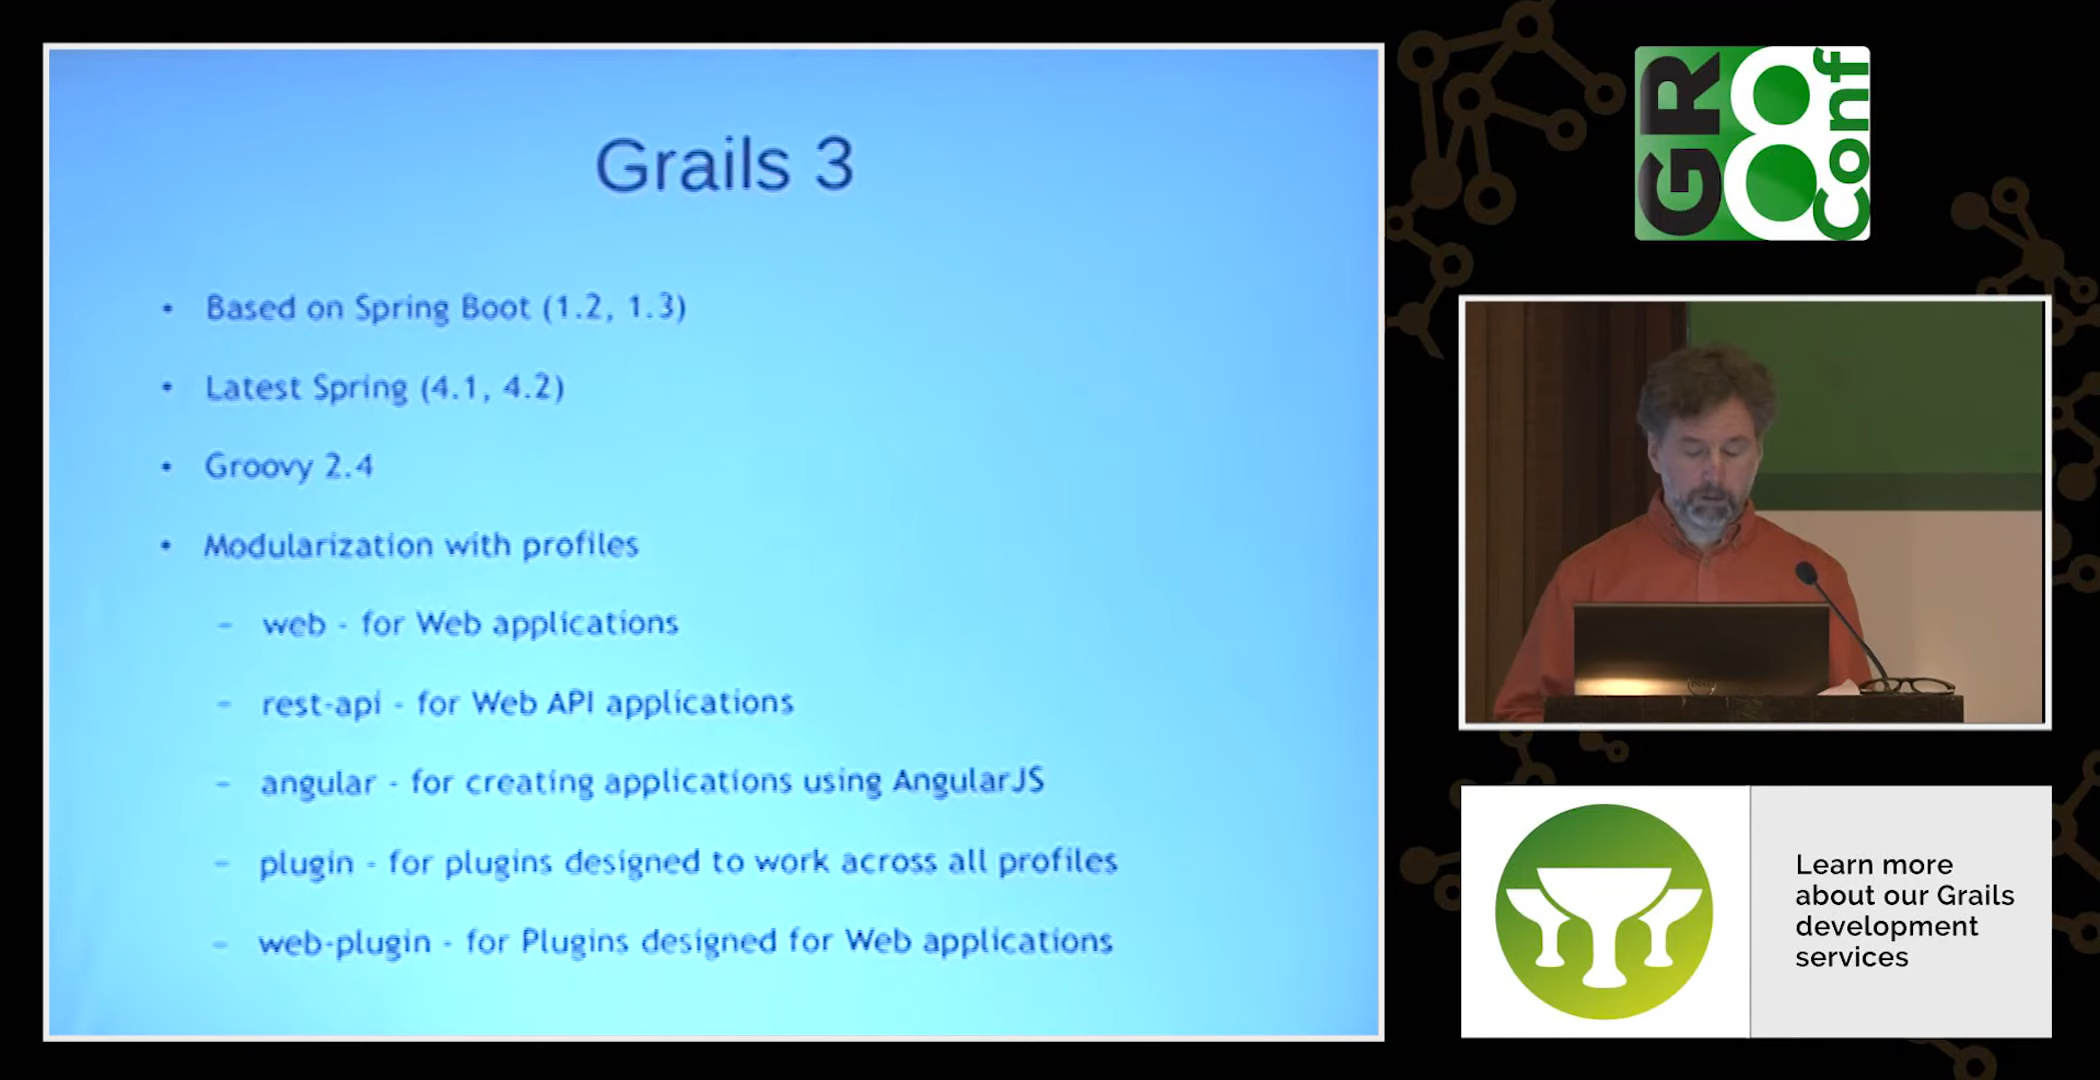 Grails 3
• Based on Spring Boot (1.2, 1.3)
• Latest Spring (4.1, 4.2)
• Groovy 2.4
• Modularization with profiles
– web - for Web applications
– rest-api - for Web API applications
– angular - for creating applications using AngularJS
– plugin - for plugins designed to work across all profiles
– web-plugin - for Plugins designed for Web applications
GR8Conf
Learn more
about our Grails
development
services